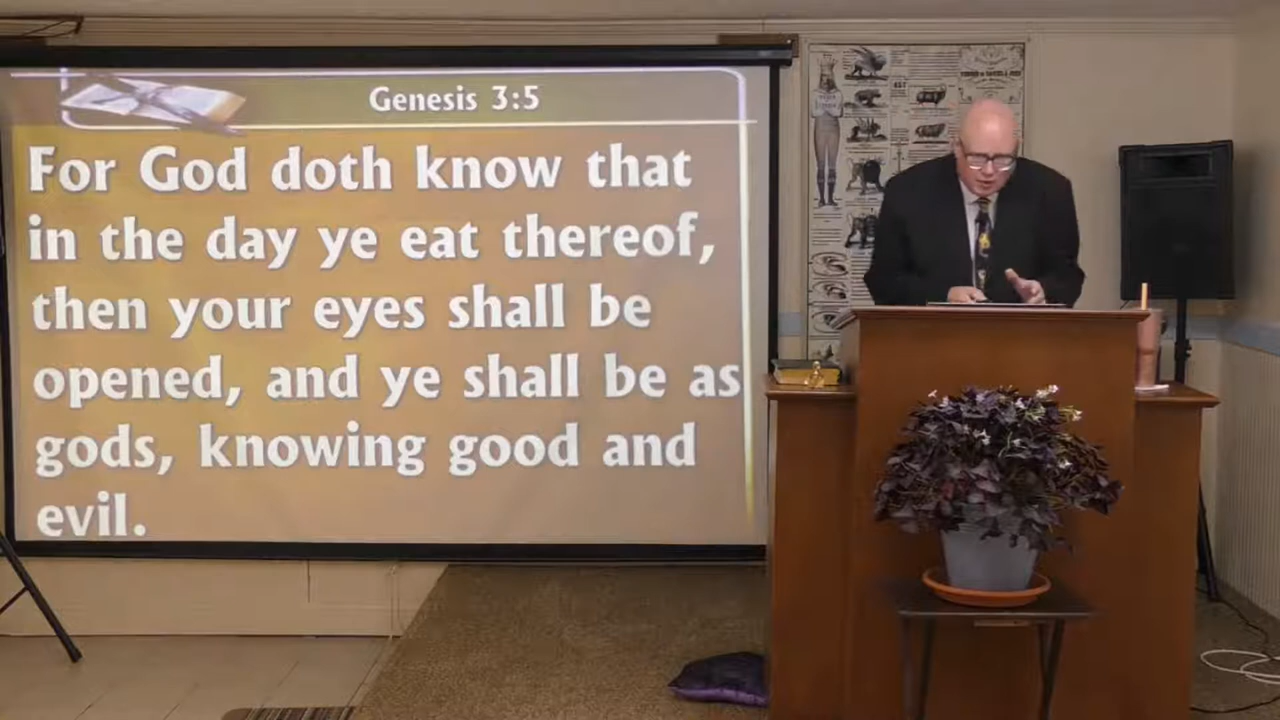 Genesis 3:5
For God doth know that
in the day ye eat thereof,
then your eyes shall be
opened, and ye shall be as
gods, knowing good and
evil.